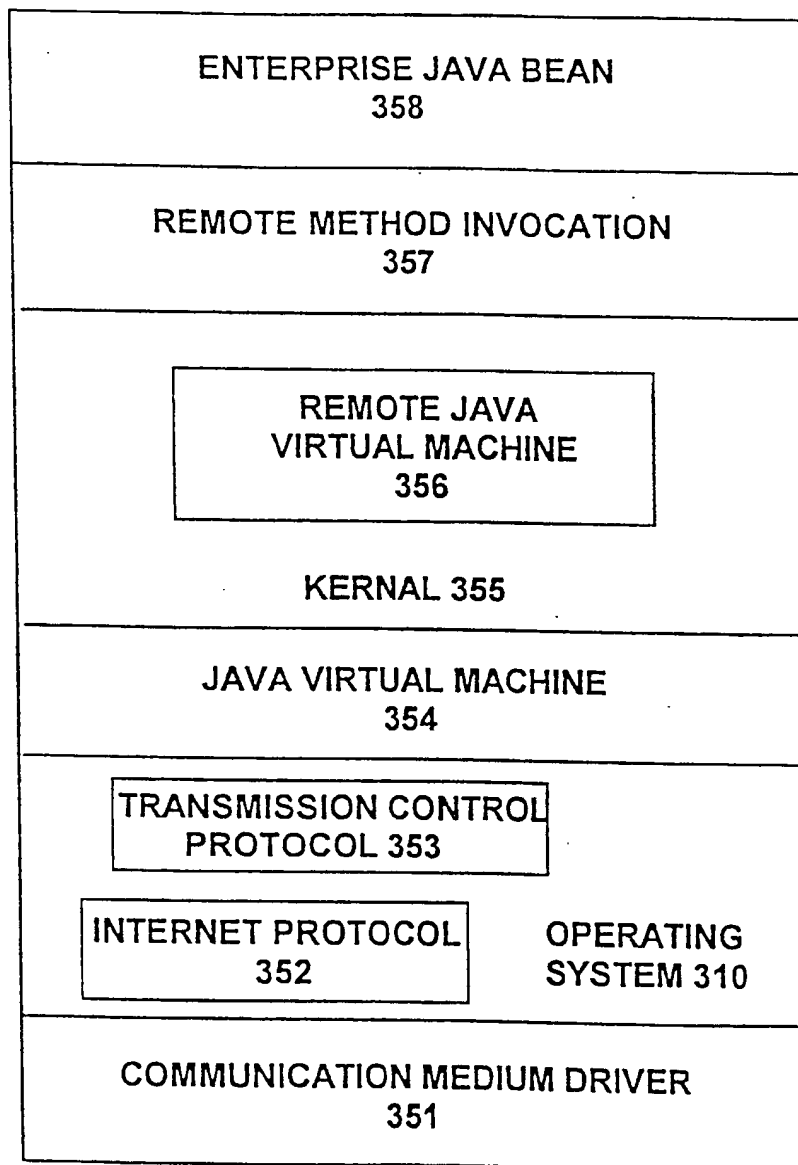 ENTERPRISE JAVA BEAN
358
REMOTE METHOD INVOCATION
357
REMOTE JAVA
VIRTUAL MACHINE
356
KERNAL 355
JAVA VIRTUAL MACHINE
354
TRANSMISSION CONTROL
PROTOCOL 353
INTERNET PROTOCOL
352
OPERATING
SYSTEM 310
COMMUNICATION MEDIUM DRIVER
351